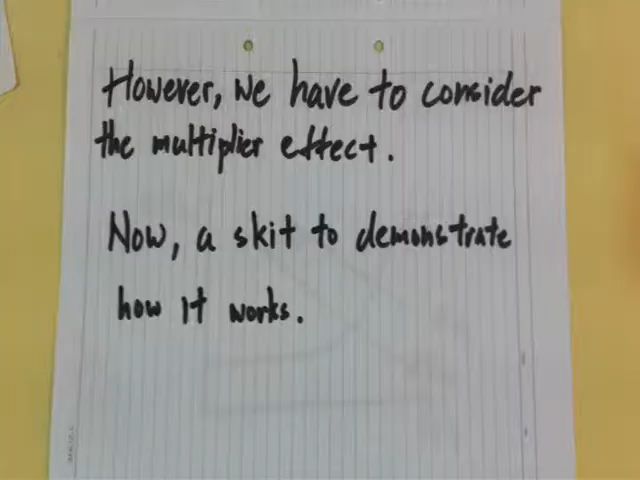 However, we have to consider
the multiplier effect.
Now, a skit to demonstrate
how it works.